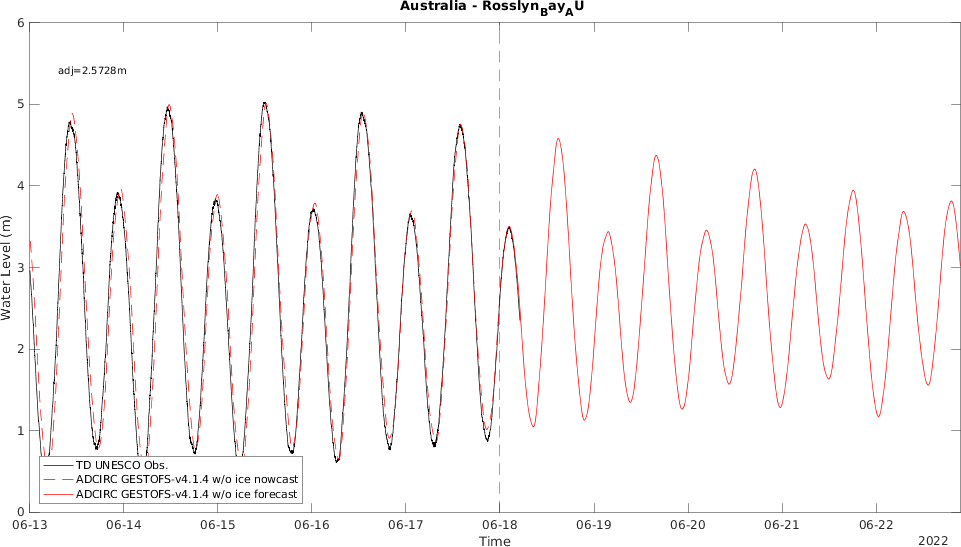 Australia - Rosslyn_Bay_AU
adj=2.5728m
Water Level (m)
6
5
4
3
2
1
0
TD UNESCO Obs.
ADCIRC GESTOFS-v4.1.4 w/o ice nowcast
ADCIRC GESTOFS-v4.1.4 w/o ice forecast
06-13 06-14 06-15 06-16 06-17 06-18 06-19 06-20 06-21 06-22
Time
2022